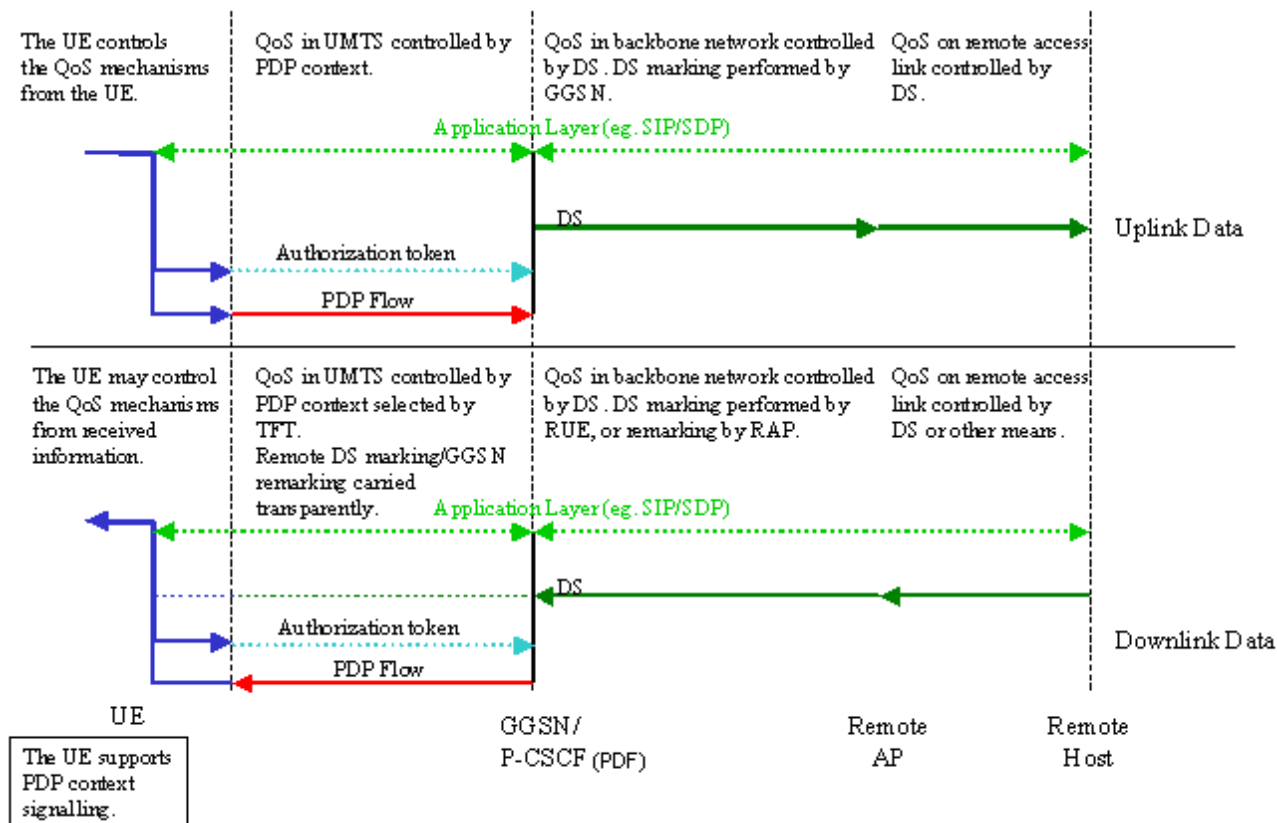 The UE controls
the QoS mechanisms
from the UE.
QoS in UMTS controlled by
PDP context.
QoS in backbone network controlled
by DS. DS marking performed by
GGSN.
QoS on remote access
link controlled by
DS.
Application Layer (eg. SIP/SDP)
DS
Uplink Data
Authorization token
PDP Flow
The UE may control
the QoS mechanisms
from received
information.
QoS in UMTS controlled by
PDP context selected by
TFT.
Remote DS marking/GGSN
remarking carried
transparently.
QoS in backbone network controlled
by DS. DS marking performed by
RUE, or remarking by RAP.
QoS on remote access
link controlled by
DS or other means.
Application Layer (eg. SIP/SDP)
DS
Authorization token
Downlink Data
PDP Flow
UE
GGSN/
P-CSCF (PDF)
Remote
AP
Remote
Host
The UE supports
PDP context
signalling.